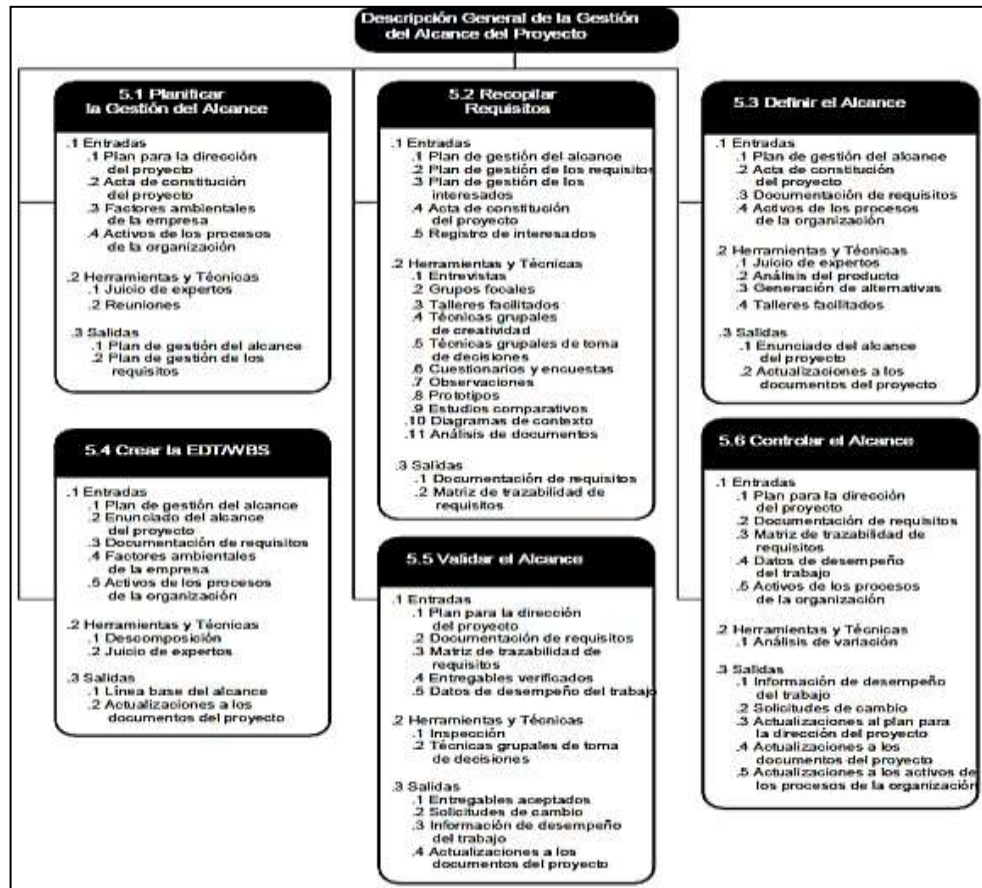 Descripción General de la Gestión
del Alcance del Proyecto
5.1 Planificar
la Gestión del Alcance
.1 Entradas
.1 Plan para la dirección
del proyecto
.2 Acta de constitución
del proyecto
.3 Factores ambientales
de la empresa
.4 Activos de los procesos
de la organización
.2 Herramientas y Técnicas
.1 Juicio de expertos
.2 Reuniones
.3 Salidas
.1 Plan de gestión del alcance
.2 Plan de gestión de los
requisitos
5.2 Recopilar
Requisitos
.1 Entradas
.1 Plan de gestión del alcance
.2 Plan de gestión de los requisitos
.3 Plan de gestión de los
interesados
.4 Acta de constitución
del proyecto
.5 Registro de interesados
.2 Herramientas y Técnicas
.1 Entrevistas
.2 Grupos focales
.3 Talleres facilitados
.4 Técnicas grupales
de creatividad
.5 Técnicas grupales de toma
de decisiones
.6 Cuestionarios y encuestas
.7 Observaciones
.8 Prototipos
.9 Estudios comparativos
.10 Diagramas de contexto
.11 Análisis de documentos
.3 Salidas
.1 Documentación de requisitos
.2 Matriz de trazabilidad de
requisitos
5.3 Definir el Alcance
.1 Entradas
.1 Plan de gestión del alcance
.2 Acta de constitución
del proyecto
.3 Documentación de requisitos
.4 Activos de los procesos
de la organización
.2 Herramientas y Técnicas
.1 Juicio de expertos
.2 Análisis del producto
.3 Generación de alternativas
.4 Talleres facilitados
.3 Salidas
.1 Enunciado del alcance
del proyecto
.2 Actualizaciones a los
documentos del proyecto
5.4 Crear la EDT/WBS
.1 Entradas
.1 Plan de gestión del alcance
.2 Enunciado del alcance
del proyecto
.3 Documentación de requisitos
.4 Factores ambientales
de la empresa
.5 Activos de los procesos
de la organización
.2 Herramientas y Técnicas
.1 Descomposición
.2 Juicio de expertos
.3 Salidas
.1 Línea base del alcance
.2 Actualizaciones a los
documentos del proyecto
5.5 Validar el Alcance
.1 Entradas
.1 Plan para la dirección
del proyecto
.2 Documentación de requisitos
.3 Matriz de trazabilidad de
requisitos
.4 Entregables verificados
.5 Datos de desempeño del trabajo
.2 Herramientas y Técnicas
.1 Inspección
.2 Técnicas grupales de toma
de decisiones
.3 Salidas
.1 Entregables aceptados
.2 Solicitudes de cambio
.3 Información de desempeño
del trabajo
.4 Actualizaciones a los
documentos del proyecto
5.6 Controlar el Alcance
.1 Entradas
.1 Plan para la dirección
del proyecto
.2 Documentación de requisitos
.3 Matriz de trazabilidad de
requisitos
.4 Datos de desempeño
del trabajo
.5 Activos de los procesos
de la organización
.2 Herramientas y Técnicas
.1 Análisis de variación
.3 Salidas
.1 Información de desempeño
del trabajo
.2 Solicitudes de cambio
.3 Actualizaciones al plan para
la dirección del proyecto
.4 Actualizaciones a los
documentos del proyecto
.5 Actualizaciones a los activos de
los procesos de la organización